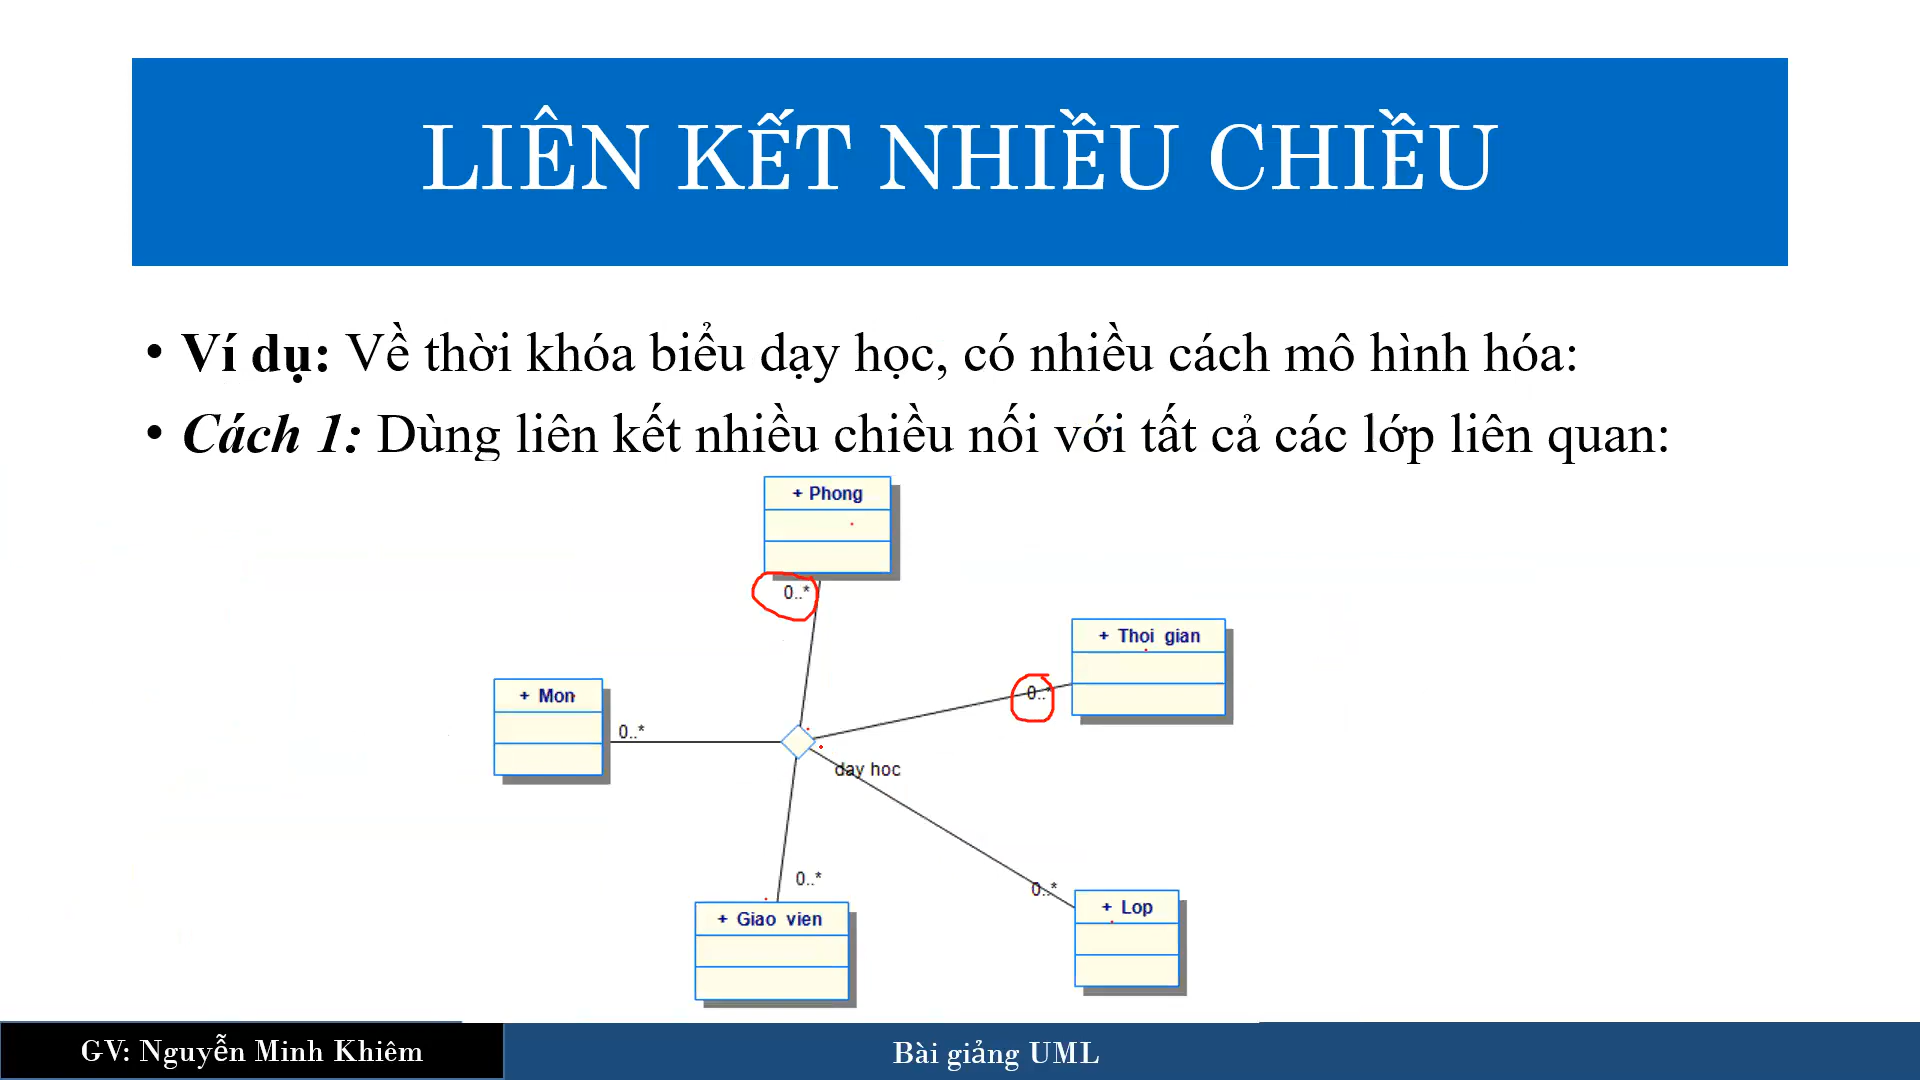 LIÊN KẾT NHIỀU CHIỀU
• Ví dụ: Về thời khóa biểu dạy học, có nhiều cách mô hình hóa:
• Cách 1: Dùng liên kết nhiều chiều nối với tất cả các lớp liên quan:
+ Phong
0..*
+ Thoi gian
0..*
+ Mon
0..*
day hoc
0..*
+ Giao vien
0..*
+ Lop
GV: Nguyễn Minh Khiêm
Bài giảng UML